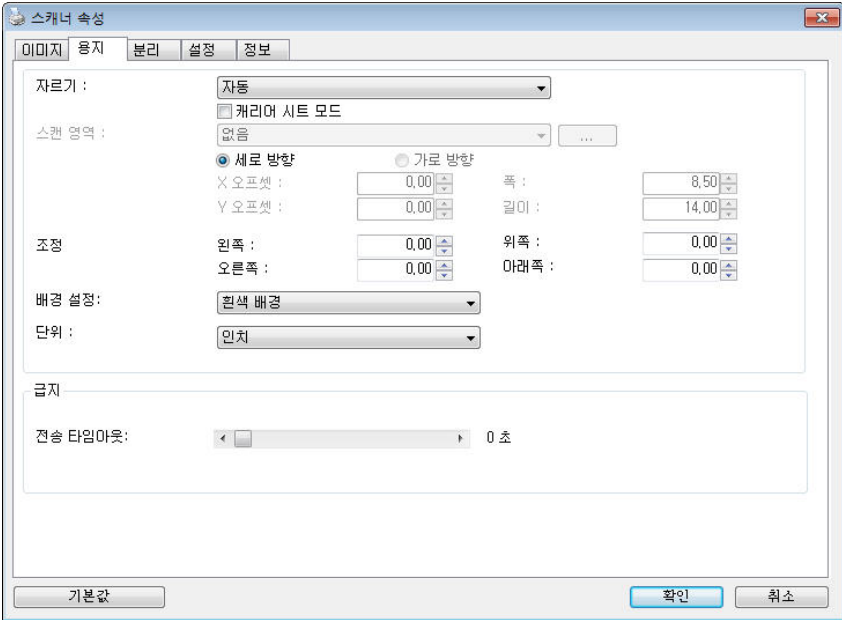 스캐너 속성
이미지 용지 분리 설정 정보
자르기 : 자동
캐리어 시트 모드
스캔 영역 : 없음 ...
세로 방향 가로 방향
X 오프셋 : 0,00 폭 : 8,50
Y 오프셋 : 0,00 길이 : 14,00
조정 왼쪽 : 0,00 위쪽 : 0,00
오른쪽 : 0,00 아래쪽 : 0,00
배경 설정: 흰색 배경
단위 : 인치
급지
전송 타임아웃: 0 초
기본값 확인 취소